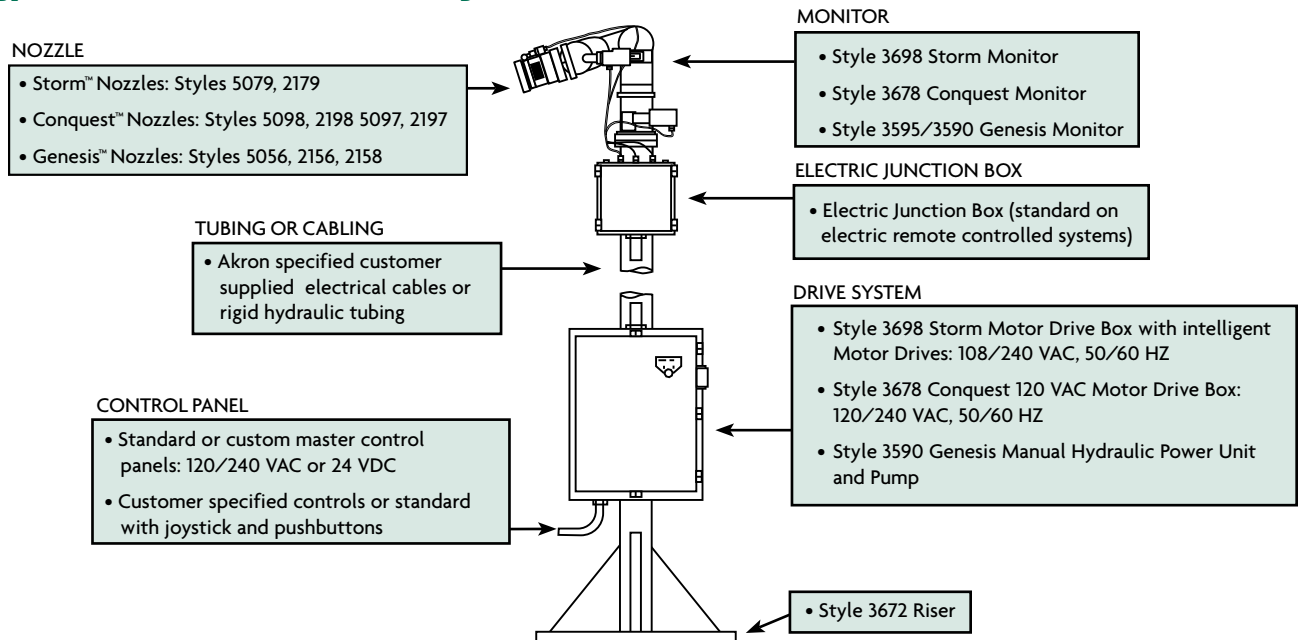 NOZZLE
• Storm™ Nozzles: Styles 5079, 2179
• Conquest™ Nozzles: Styles 5098, 2198 5097, 2197
• Genesis™ Nozzles: Styles 5056, 2156, 2158
MONITOR
• Style 3698 Storm Monitor
• Style 3678 Conquest Monitor
• Style 3595/3590 Genesis Monitor
ELECTRIC JUNCTION BOX
• Electric Junction Box (standard on
electric remote controlled systems)
TUBING OR CABLING
• Akron specified customer
supplied electrical cables or
rigid hydraulic tubing
DRIVE SYSTEM
• Style 3698 Storm Motor Drive Box with intelligent
Motor Drives: 108/240 VAC, 50/60 HZ
• Style 3678 Conquest 120 VAC Motor Drive Box:
120/240 VAC, 50/60 HZ
• Style 3590 Genesis Manual Hydraulic Power Unit
and Pump
CONTROL PANEL
• Standard or custom master control
panels: 120/240 VAC or 24 VDC
• Customer specified controls or standard
with joystick and pushbuttons
• Style 3672 Riser